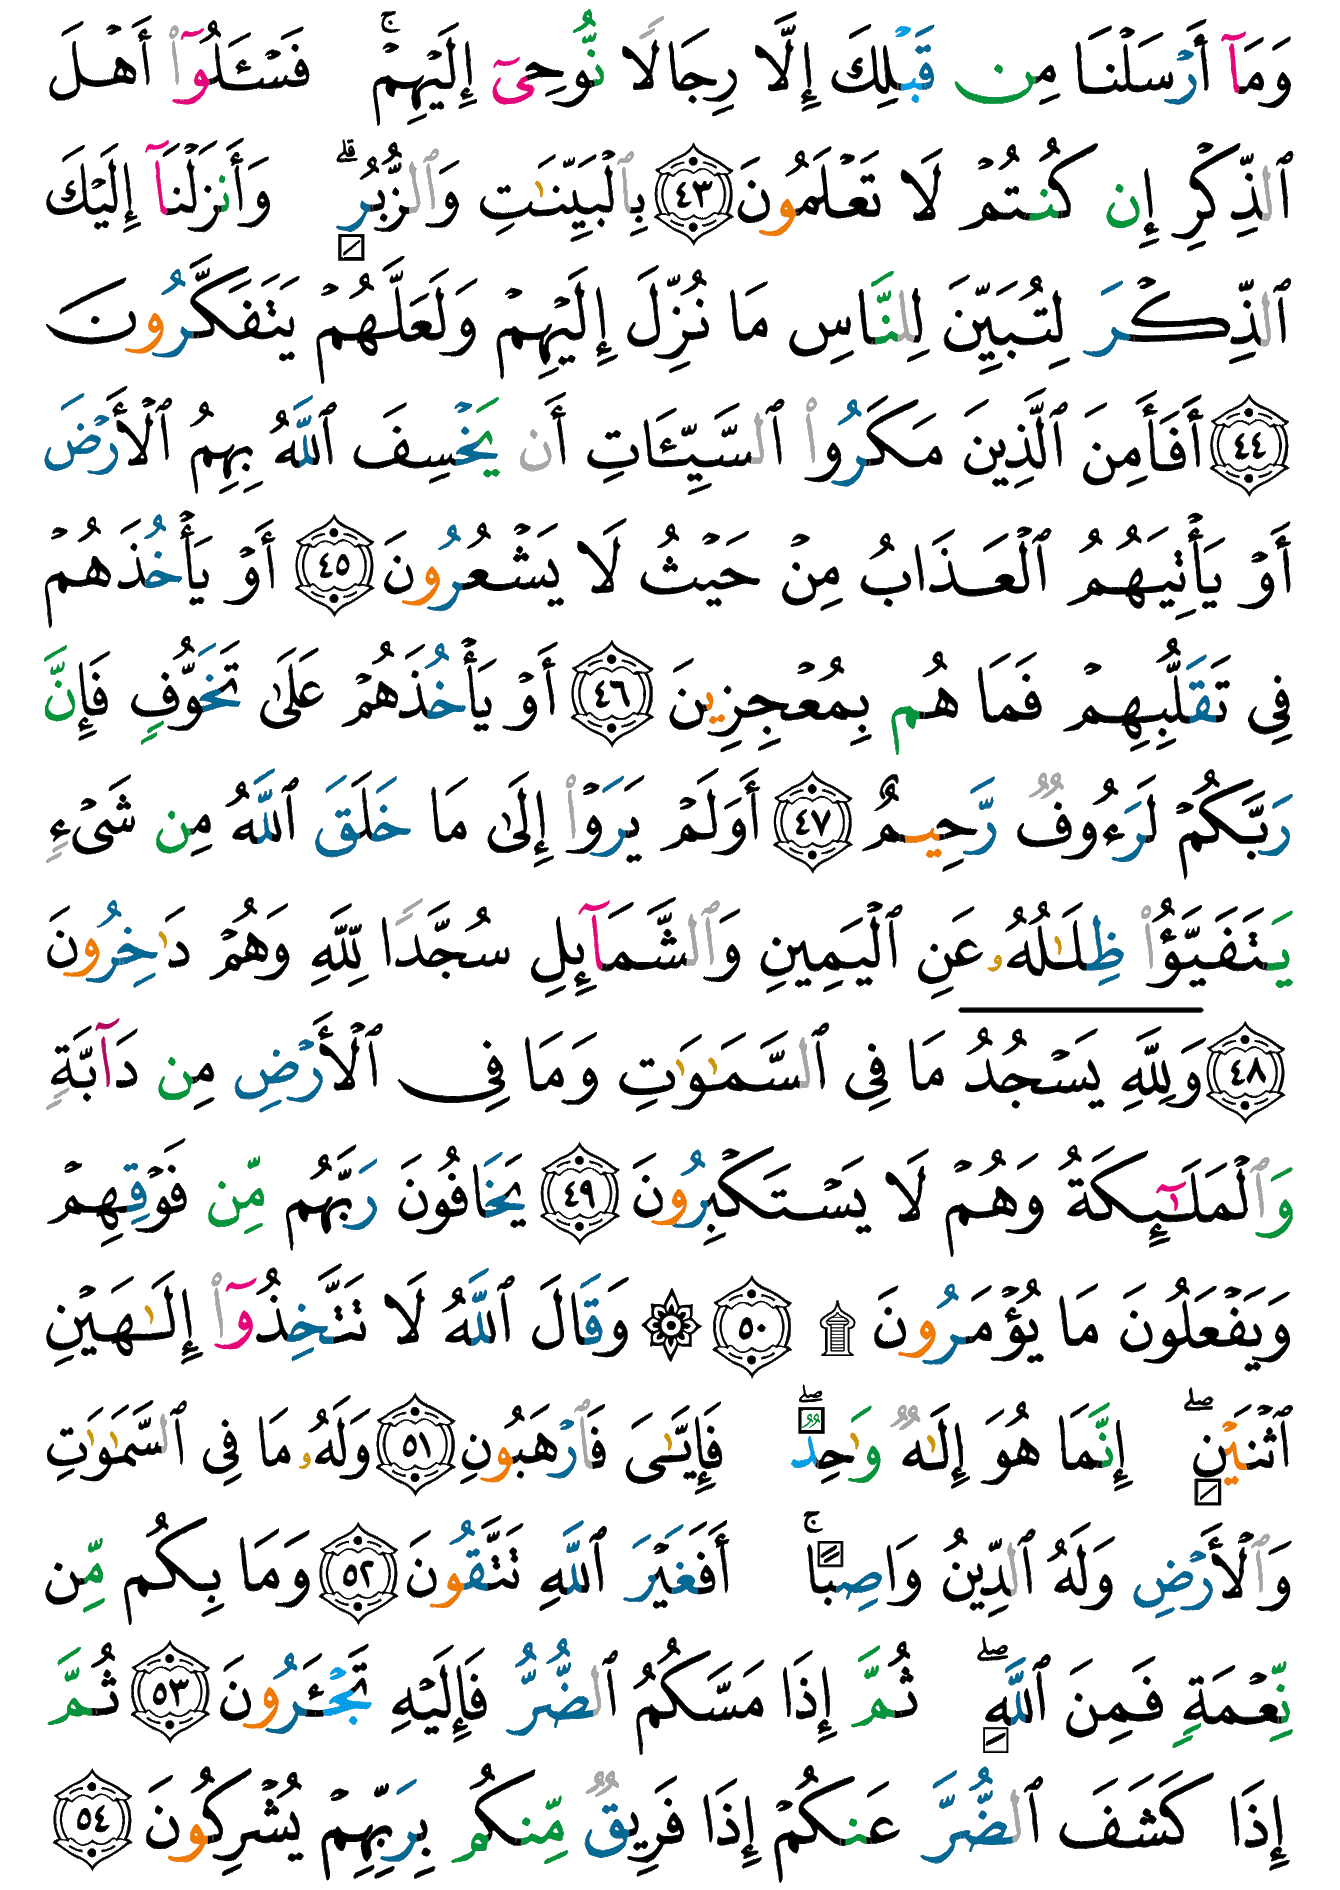 وَمَآ أَرْسَلْنَا مِن قَبْلِكَ إِلَّا رِجَالًا نُّوحِىٓ إِلَيْهِمْ ۚ فَسْـَٔلُوٓا۟ أَهْلَ
ٱلذِّكْرِ إِن كُنتُمْ لَا تَعْلَمُونَ ٤٣ بِٱلْبَيِّنَـٰتِ وَٱلزُّبُرِ ۗ وَأَنزَلْنَآ إِلَيْكَ
ٱلذِّكْرَ لِتُبَيِّنَ لِلنَّاسِ مَا نُزِّلَ إِلَيْهِمْ وَلَعَلَّهُمْ يَتَفَكَّرُونَ
٤٤ أَفَأَمِنَ ٱلَّذِينَ مَكَرُوا۟ ٱلسَّيِّـَٔاتِ أَن يَخْسِفَ ٱللَّهُ بِهِمُ ٱلْأَرْضَ
أَوْ يَأْتِيَهُمُ ٱلْعَذَابُ مِنْ حَيْثُ لَا يَشْعُرُونَ ٤٥ أَوْ يَأْخُذَهُمْ
فِى تَقَلُّبِهِمْ فَمَا هُم بِمُعْجِزِينَ ٤٦ أَوْ يَأْخُذَهُمْ عَلَىٰ تَخَوُّفٍ فَإِنَّ
رَبَّكُمْ لَرَءُوفٌ رَّحِيمٌ ٤٧ أَوَلَمْ يَرَوْا۟ إِلَىٰ مَا خَلَقَ ٱللَّهُ مِن شَىْءٍ
يَتَفَيَّؤُا۟ ظِلَـٰلُهُۥ عَنِ ٱلْيَمِينِ وَٱلشَّمَآئِلِ سُجَّدًا لِلَّهِ وَهُمْ دَٰخِرُونَ
٤٨ وَلِلَّهِ يَسْجُدُ مَا فِى ٱلسَّمَـٰوَٰتِ وَمَا فِى ٱلْأَرْضِ مِن دَآبَّةٍ
وَٱلْمَلَـٰٓئِكَةُ وَهُمْ لَا يَسْتَكْبِرُونَ ٤٩ يَخَافُونَ رَبَّهُم مِّن فَوْقِهِمْ
وَيَفْعَلُونَ مَا يُؤْمَرُونَ ۩ ٥٠ ۞ وَقَالَ ٱللَّهُ لَا تَتَّخِذُوٓا۟ إِلَـٰهَيْنِ
ٱثْنَيْنِ ۖ إِنَّمَا هُوَ إِلَـٰهٌ وَٰحِدٌ ۖ فَإِيَّـٰىَ فَٱرْهَبُونِ ٥١ وَلَهُۥ مَا فِى ٱلسَّمَـٰوَٰتِ
وَٱلْأَرْضِ وَلَهُ ٱلدِّينُ وَاصِبًا ۚ أَفَغَيْرَ ٱللَّهِ تَتَّقُونَ ٥٢ وَمَا بِكُم مِّن
نِّعْمَةٍ فَمِنَ ٱللَّهِ ۖ ثُمَّ إِذَا مَسَّكُمُ ٱلضُّرُّ فَإِلَيْهِ تَجْـَٔرُونَ ٥٣ ثُمَّ
إِذَا كَشَفَ ٱلضُّرَّ عَنكُمْ إِذَا فَرِيقٌ مِّنكُم بِرَبِّهِمْ يُشْرِكُونَ ٥٤